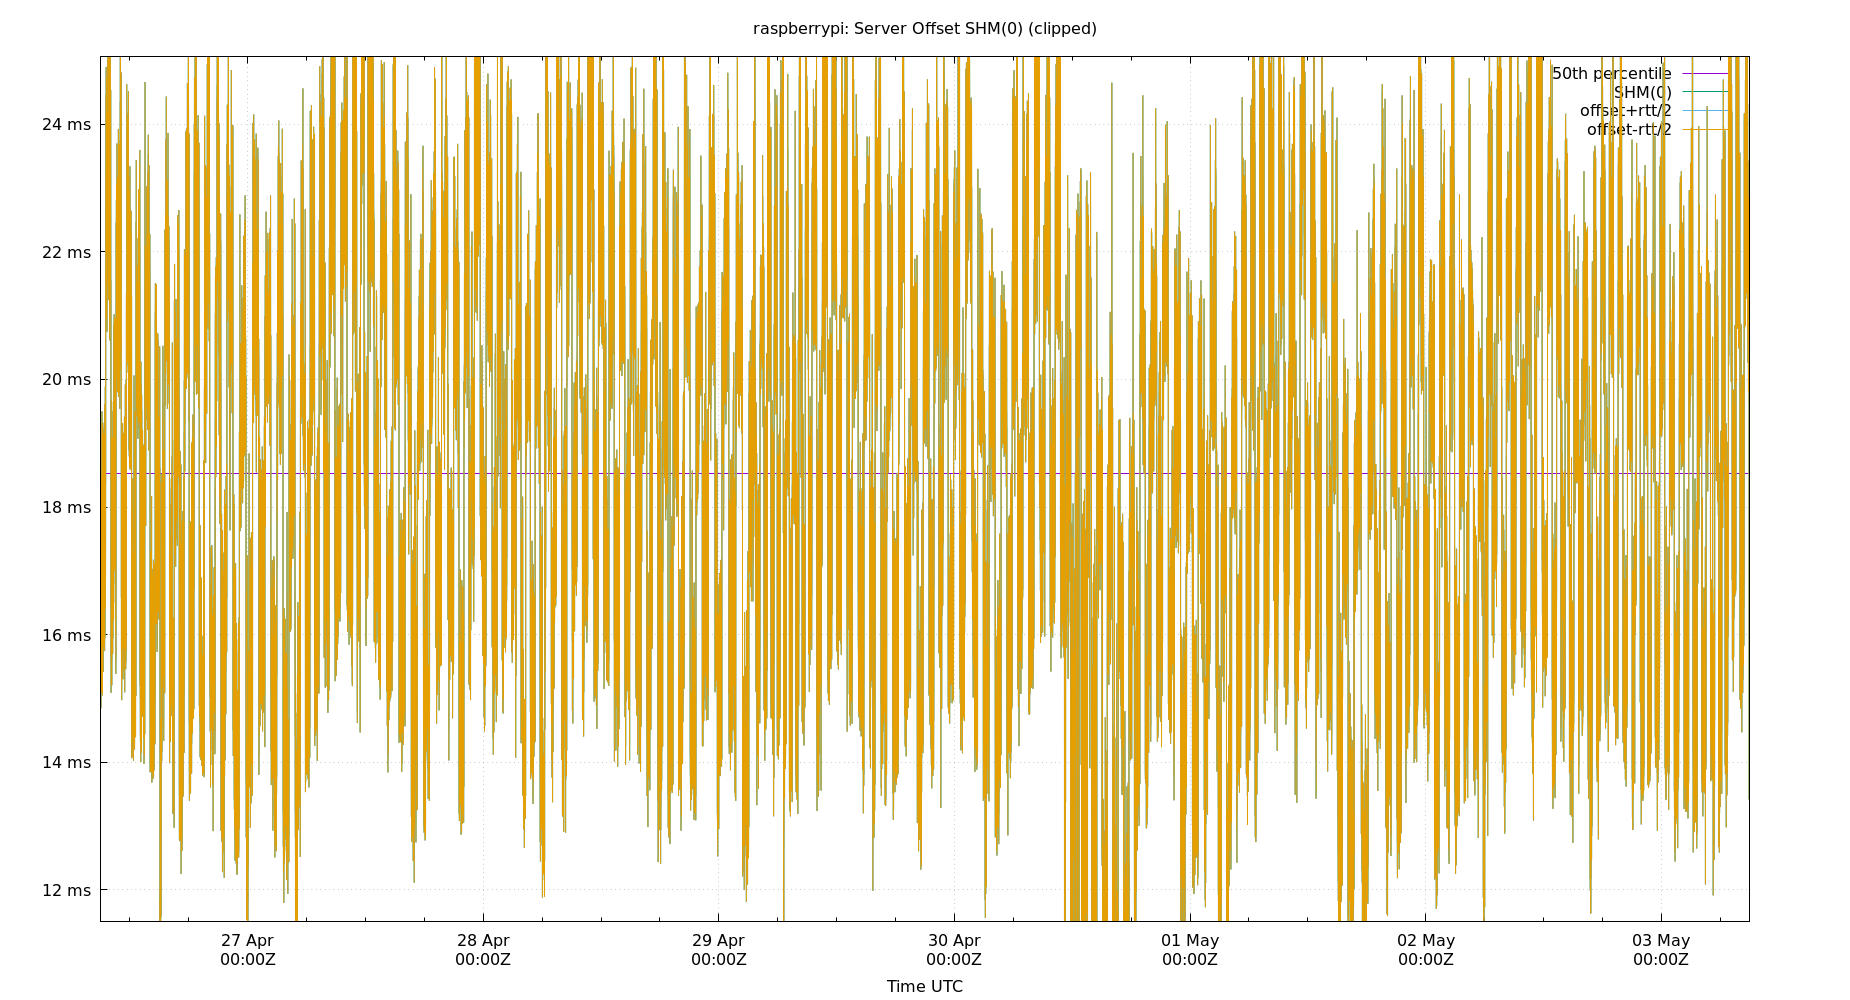 raspberrypi: Server Offset SHM(0) (clipped)
50th percentile
SHM(0)
offset+rtt/2
offset-rtt/2
24 ms
22 ms
20 ms
18 ms
16 ms
14 ms
12 ms
27 Apr 28 Apr 29 Apr 30 Apr 01 May 02 May 03 May
00:00Z 00:00Z 00:00Z 00:00Z 00:00Z 00:00Z 00:00Z
Time UTC